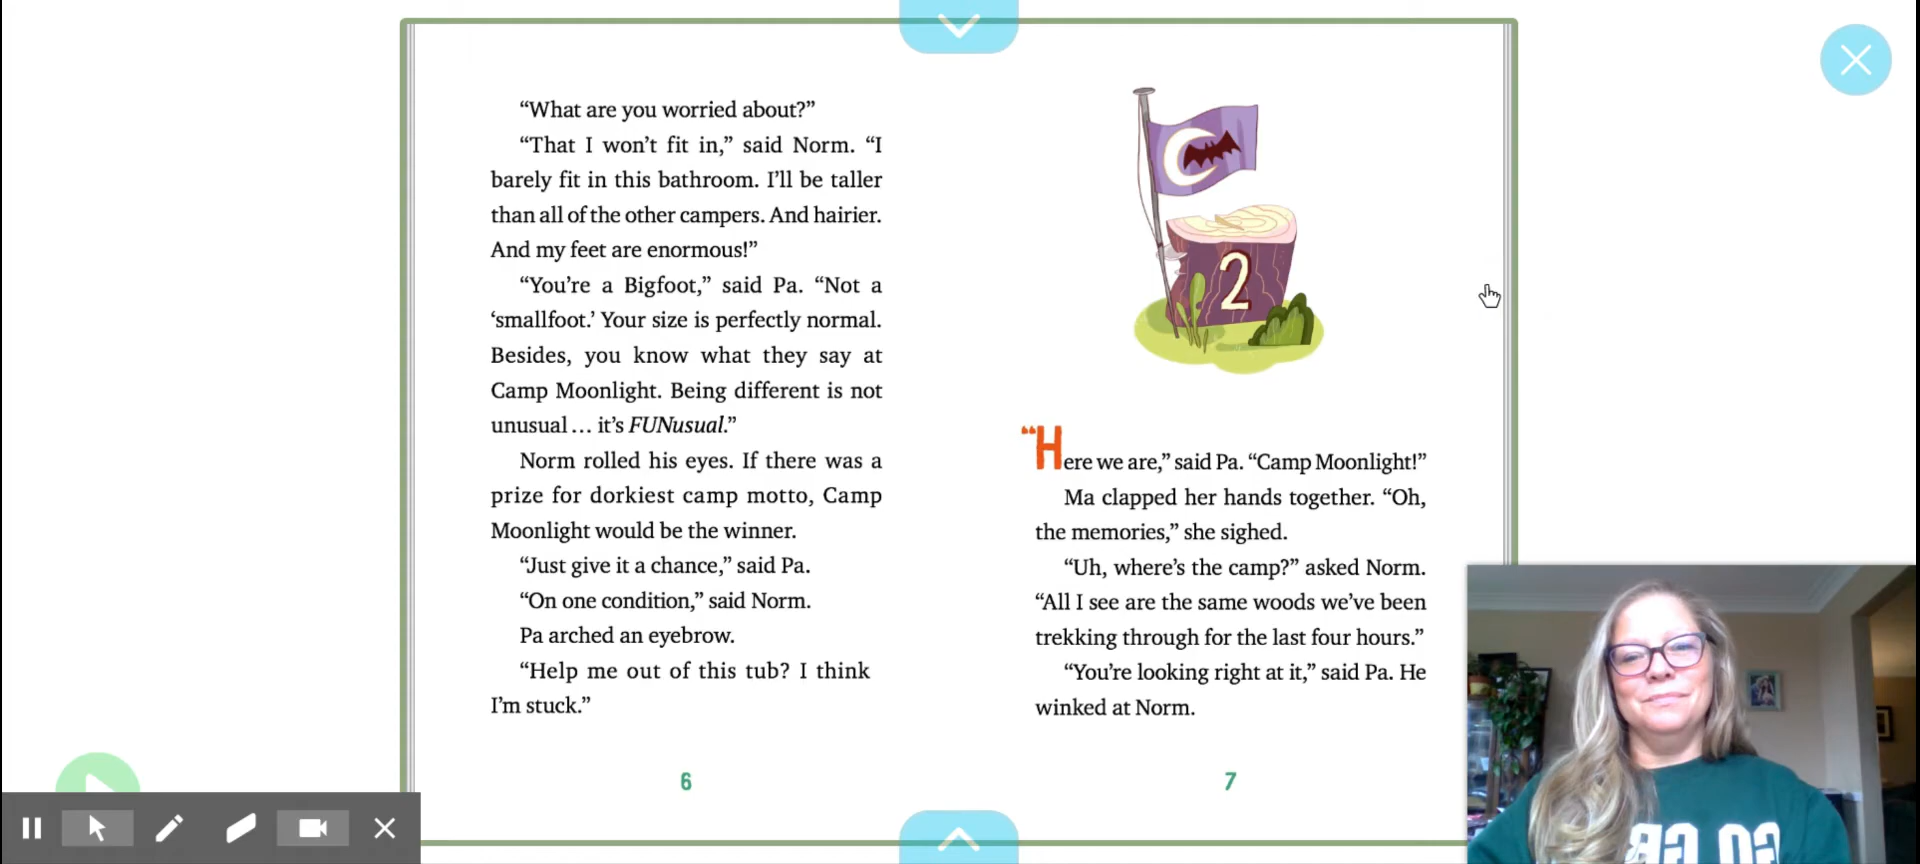 “What are you worried about?”
“That I won’t fit in,” said Norm. “I
barely fit in this bathroom. I’ll be taller
than all of the other campers. And hairier.
And my feet are enormous!”
“You’re a Bigfoot,” said Pa. “Not a
‘smallfoot.’ Your size is perfectly normal.
Besides, you know what they say at
Camp Moonlight. Being different is not
unusual… it’s FUNusual.”
Norm rolled his eyes. If there was a
prize for dorkiest camp motto, Camp
Moonlight would be the winner.
“Just give it a chance,” said Pa.
“On one condition,” said Norm.
Pa arched an eyebrow.
“Help me out of this tub? I think
I’m stuck.”
6
2
“Here we are,” said Pa. “Camp Moonlight!”
Ma clapped her hands together. “Oh,
the memories,” she sighed.
“Uh, where’s the camp?” asked Norm.
“All I see are the same woods we’ve been
trekking through for the last four hours.”
“You’re looking right at it,” said Pa. He
winked at Norm.
7